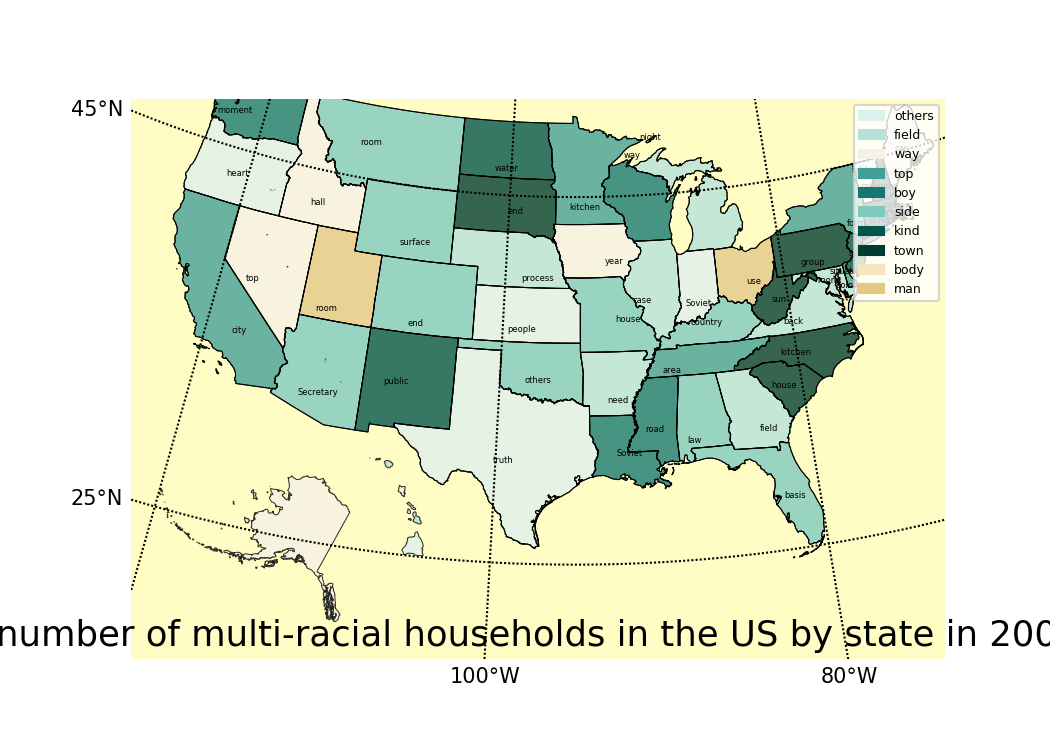 45°N
moment
night
others
room
field
way
way
heart
water
top
hall
end
kitchen
boy
side
surface
kind
year
group
town
top
process
use
body
room
case
Soviet
sun
man
city
end
people
house
country
back
area
kitchen
Secretary
public
others
need
house
road
law
field
truth
Soviet
basis
25°N
number of multi-racial households in the US by state in 200
100°W
80°W